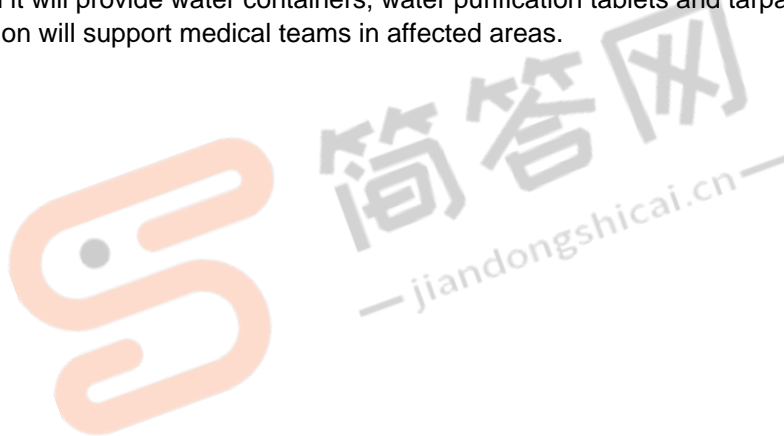 it will provide water containers, water purification tablets and
on will support medical teams in affected areas.
简答网
jiandongshicai.cn